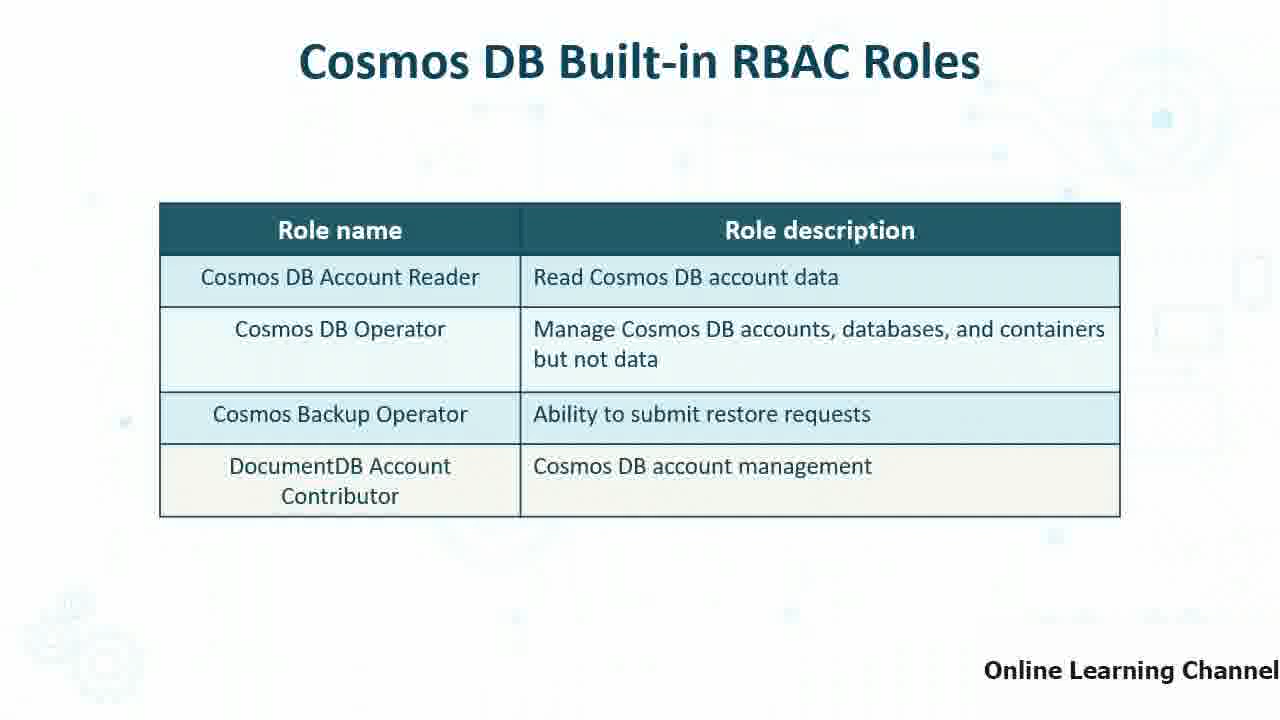 Cosmos DB Built-in RBAC Roles
Role name
Role description
Cosmos DB Account Reader
Read Cosmos DB account data
Cosmos DB Operator
Manage Cosmos DB accounts, databases, and containers
but not data
Cosmos Backup Operator
Ability to submit restore requests
DocumentDB Account
Contributor
Cosmos DB account management
Online Learning Channel